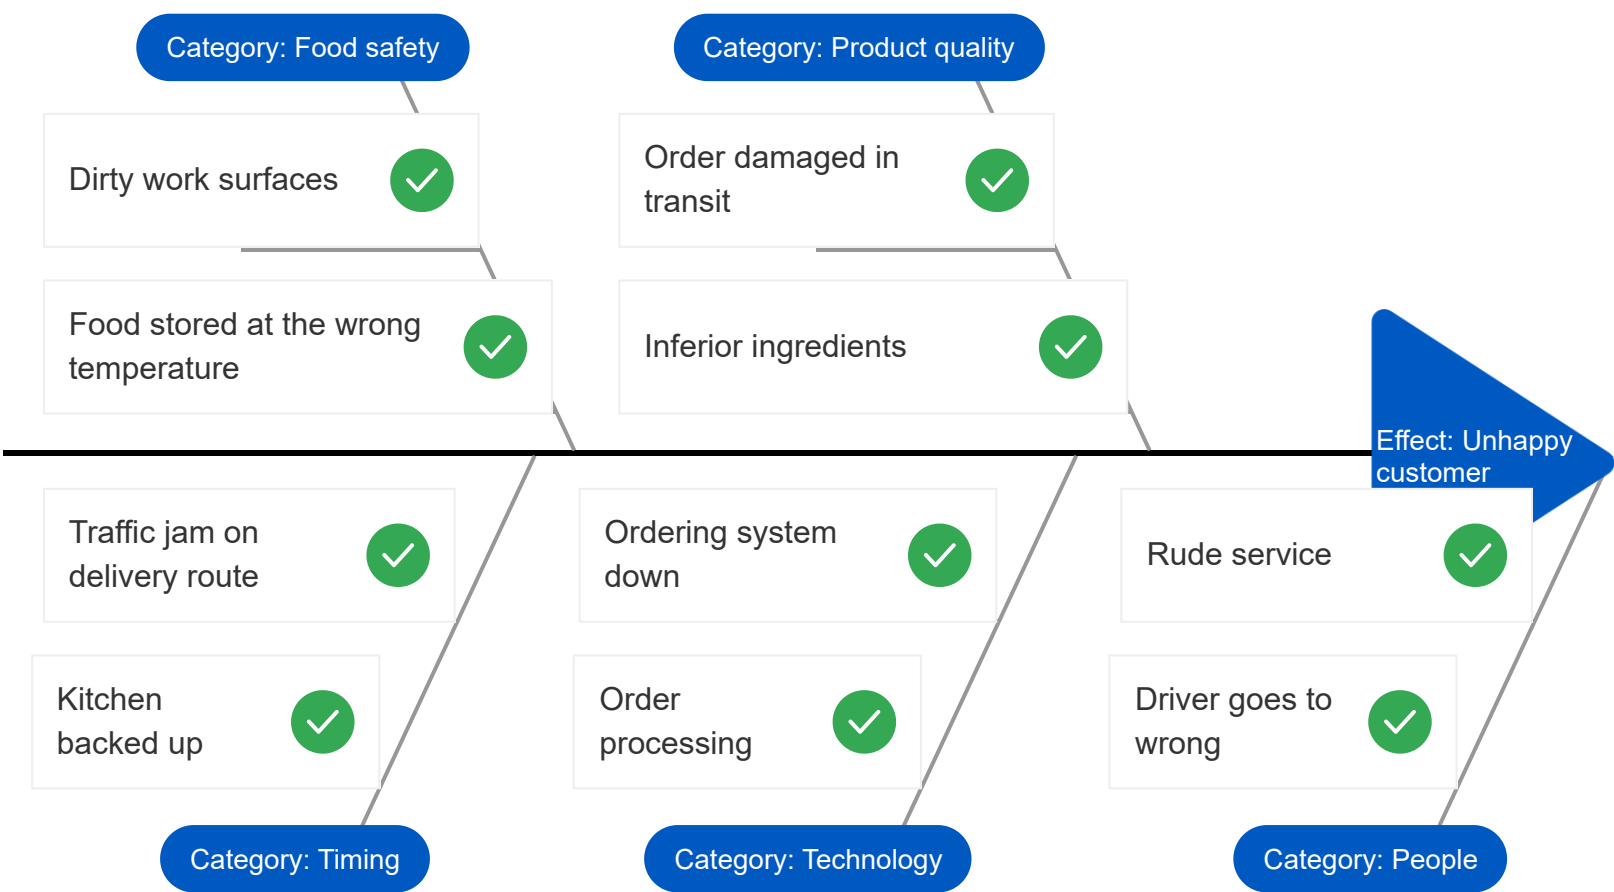 Category: Food safety
Category: Product quality
Dirty work surfaces
Order damaged in
transit
Food stored at the wrong
temperature
Inferior ingredients
Effect: Unhappy
customer
Traffic jam on
delivery route
Ordering system
down
Rude service
Kitchen
backed up
Order
processing
Driver goes to
wrong
Category: Timing
Category: Technology
Category: People